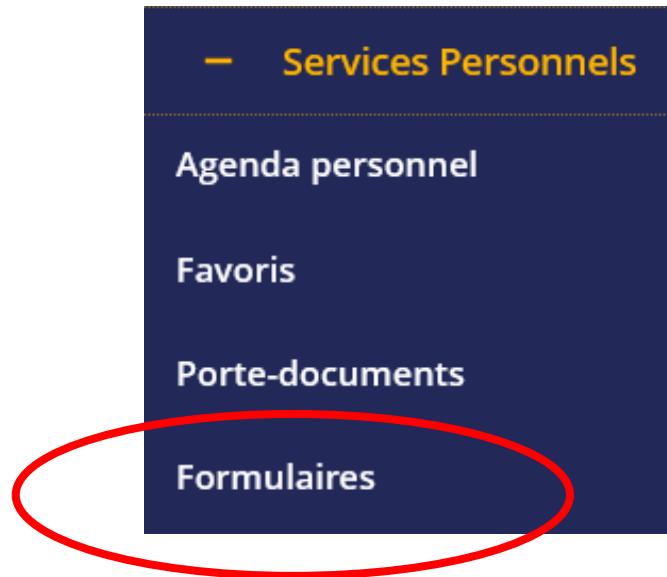 – Services Personnels
Agenda personnel
Favoris
Porte-documents
Formulaires